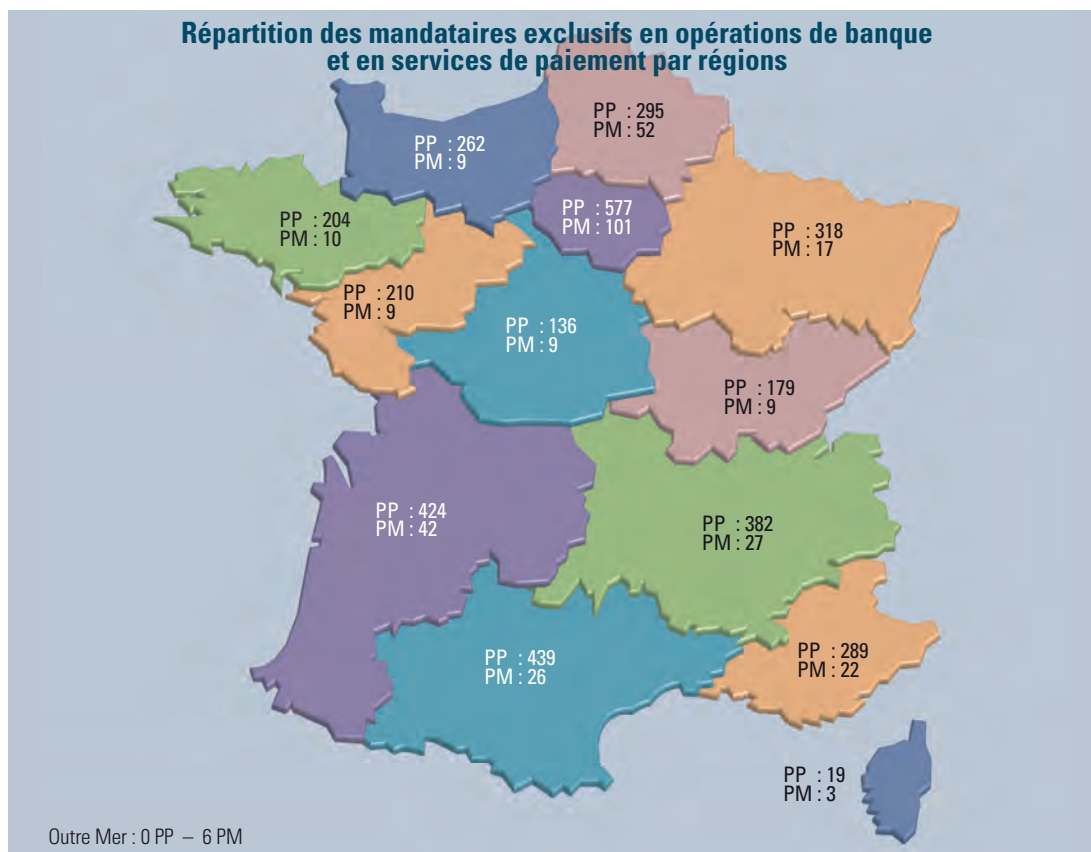 Répartition des mandataires exclusifs en opérations de banque
et en services de paiement par régions
PP : 295
PM : 52
PP : 262
PM : 9
PP : 577
PM : 101
PP : 204
PM : 10
PP : 318
PM : 17
PP : 210
PM : 9
PP : 136
PM : 9
PP : 179
PM : 9
PP : 424
PM : 42
PP : 382
PM : 27
PP : 439
PM : 26
PP : 289
PM : 22
PP : 19
PM : 3
Outre Mer : 0 PP – 6 PM